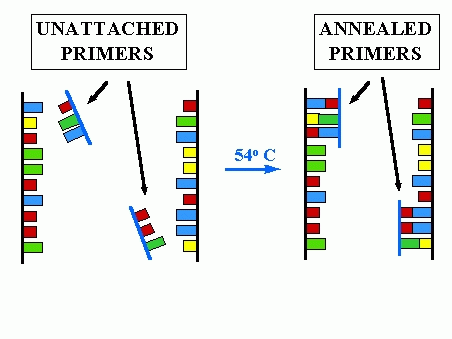 UNATTACHED
PRIMERS
ANNEALED
PRIMERS
54° C